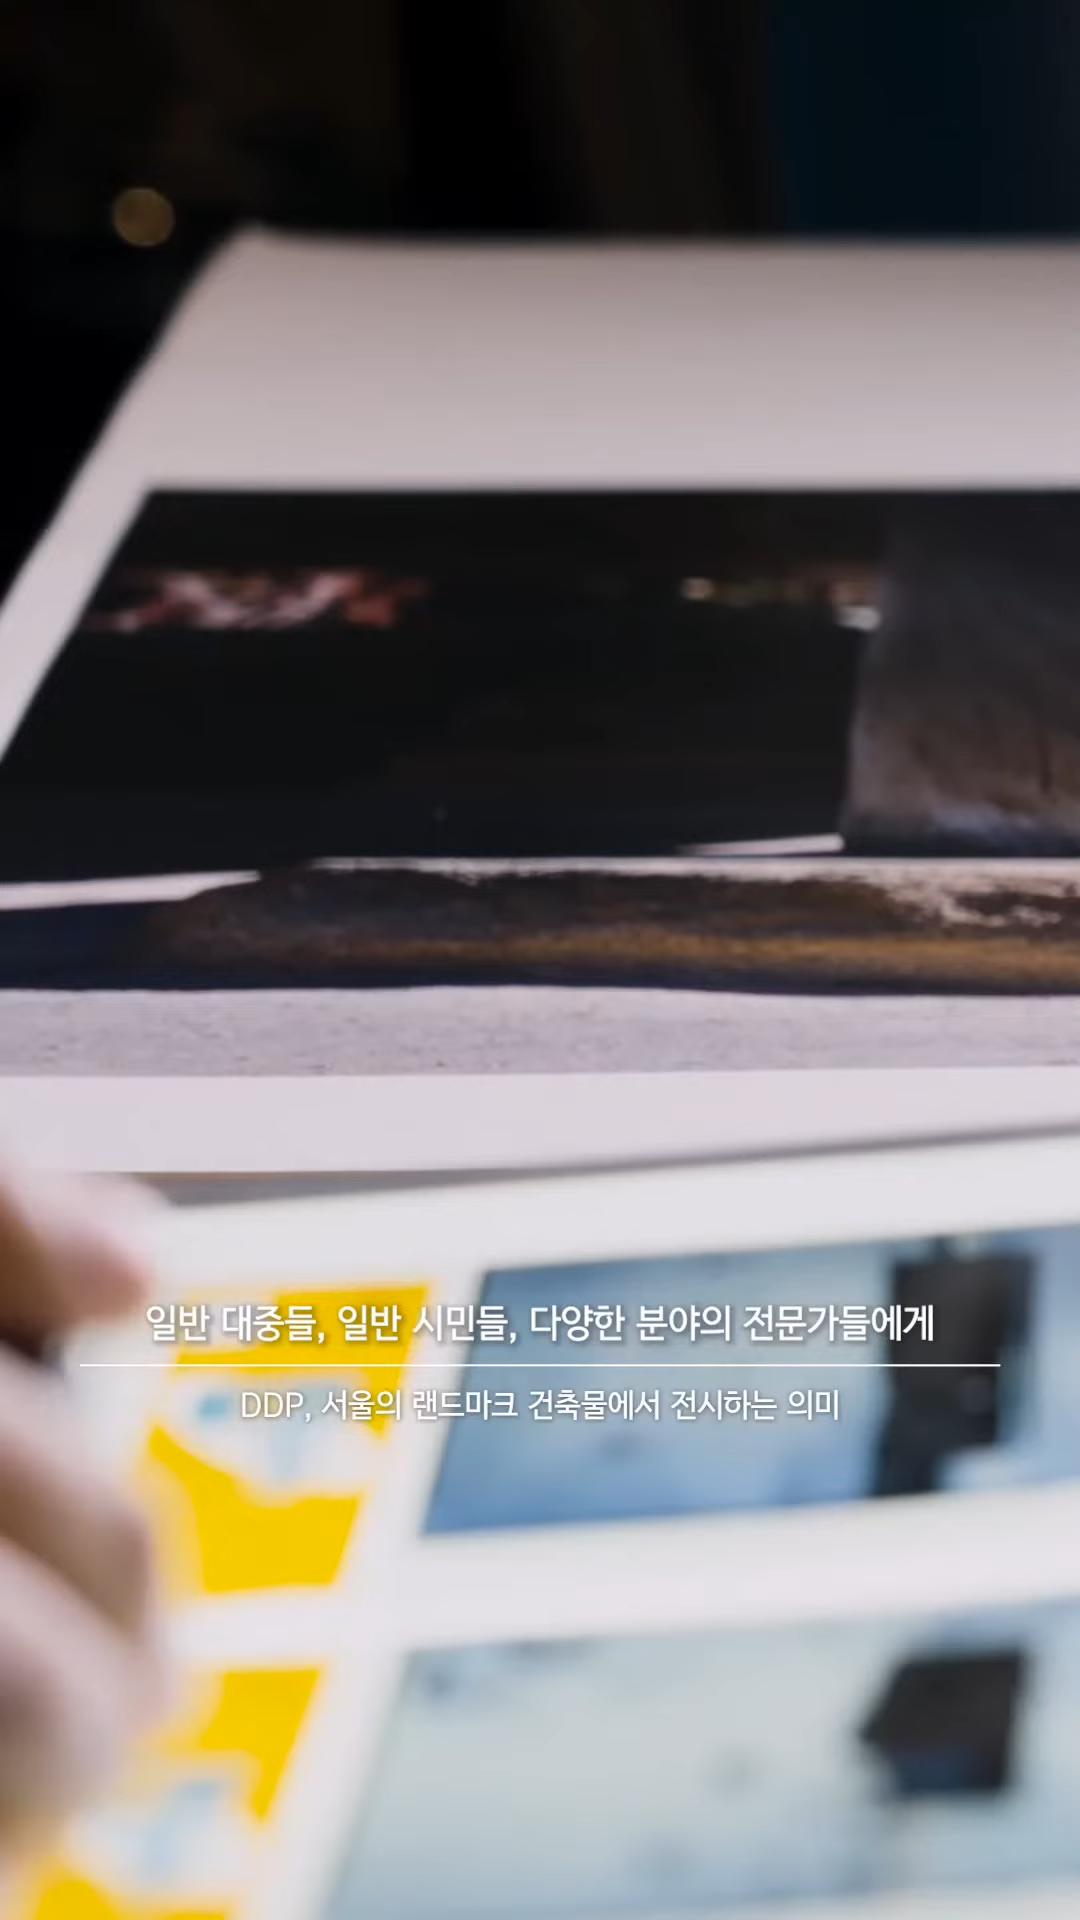 일반 대중들, 일반 시민들, 다양한 분야의 전문가들에게
DDP, 서울의 랜드마크 건축물에서 전시하는 의미